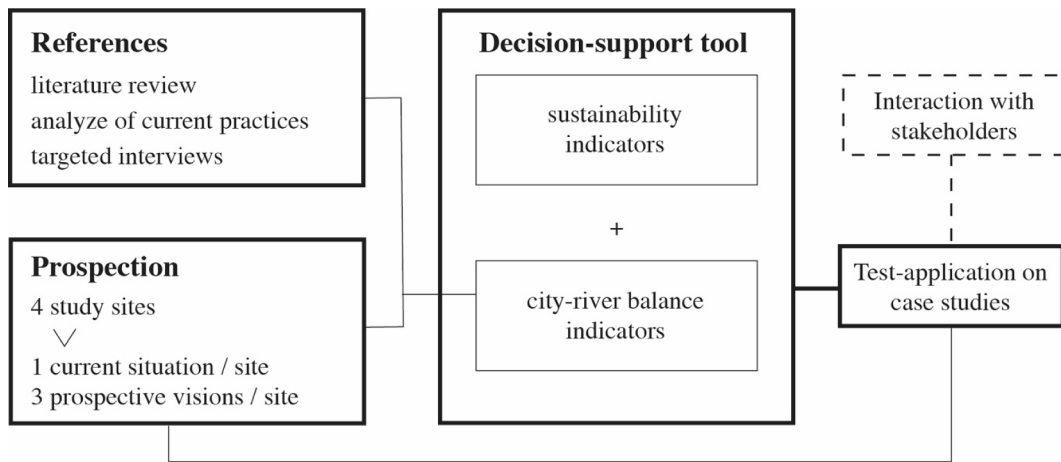 References
literature review
analyze of current practices
targeted interviews
Prospection
4 study sites
1 current situation / site
3 prospective visions / site
Decision-support tool
sustainability
indicators
+
city-river balance
indicators
Interaction with
stakeholders
Test-application on
case studies